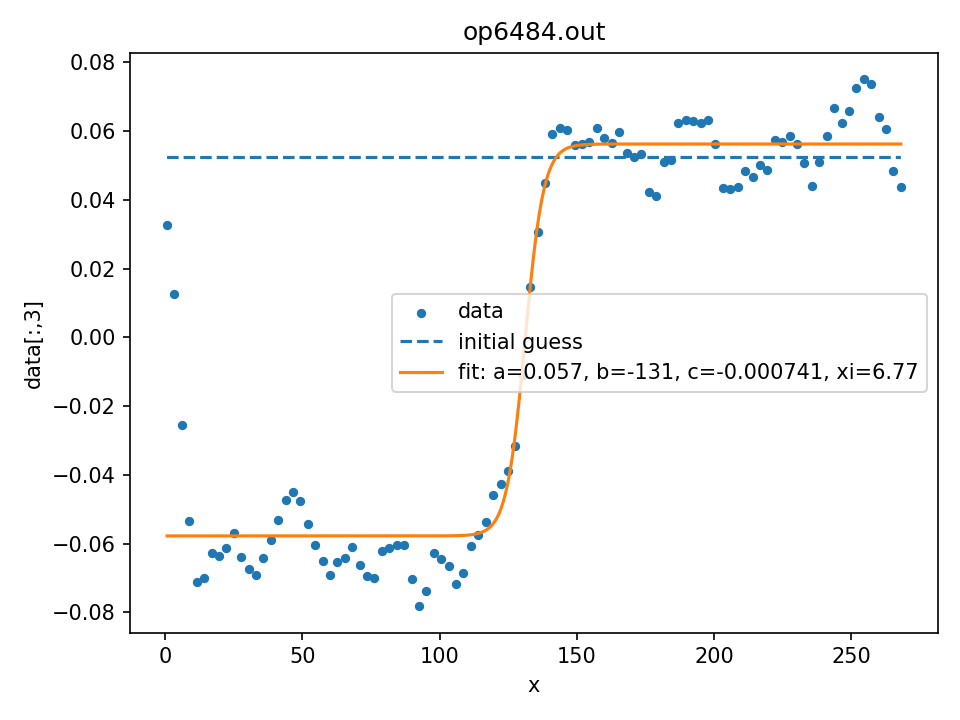 op6484.out
0.08
0.06
0.04
0.02
0.00
−0.02
−0.04
−0.06
−0.08
data[:,3]
data
initial guess
fit: a=0.057, b=-131, c=-0.000741, xi=6.77
0 50 100 150 200 250
x